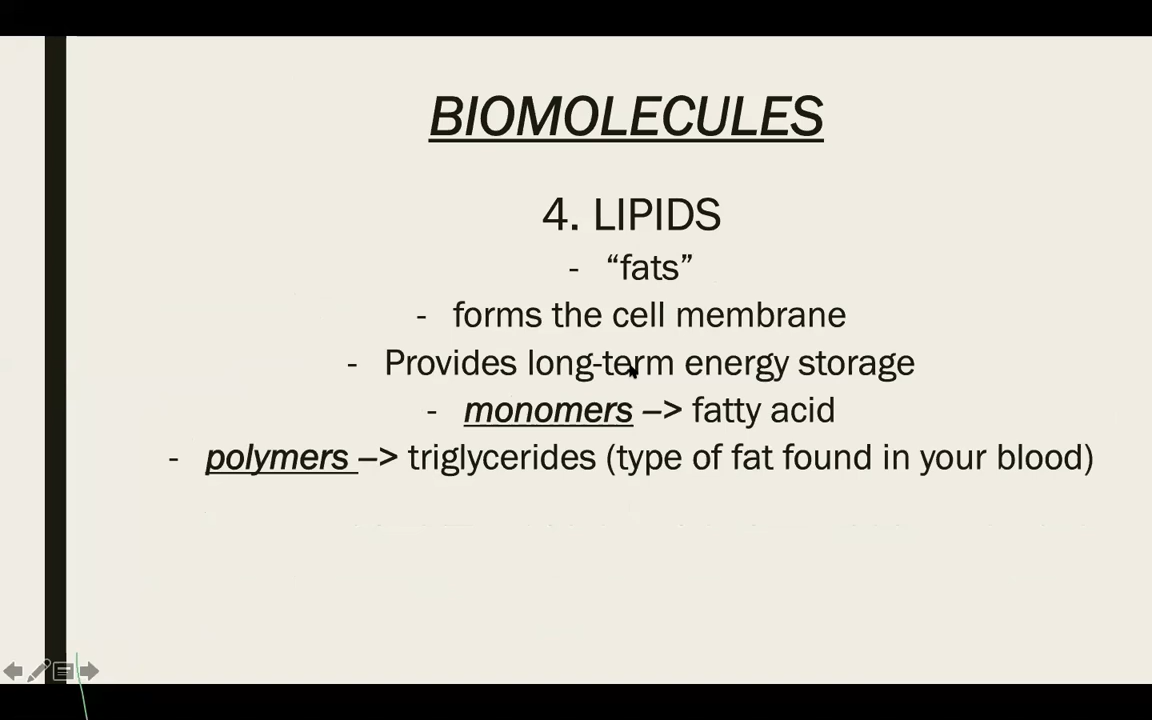 BIOMOLECULES
4. LIPIDS
- “fats”
- forms the cell membrane
- Provides long-term energy storage
- monomers –> fatty acid
- polymers –> triglycerides (type of fat found in your blood)